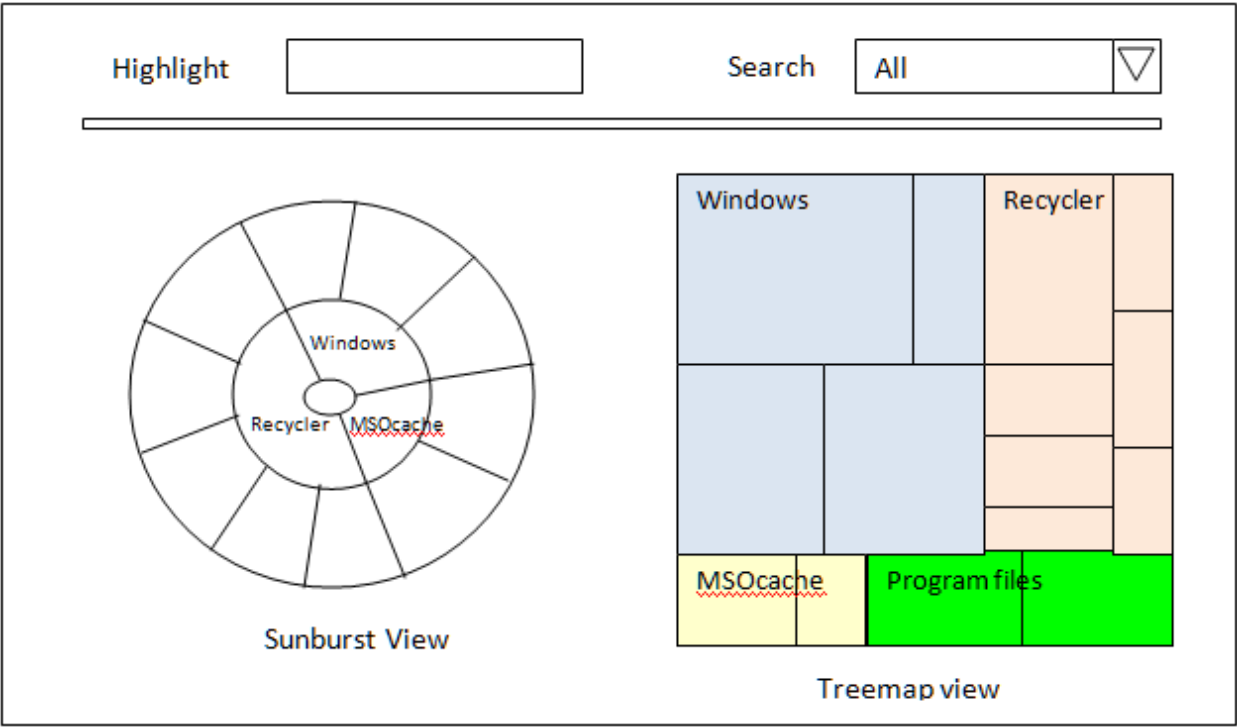 Highlight
Search
All
Windows
Recycler
MSOcache
Sunburst View
Windows
Recycler
MSOcache
Program files
Treemap view